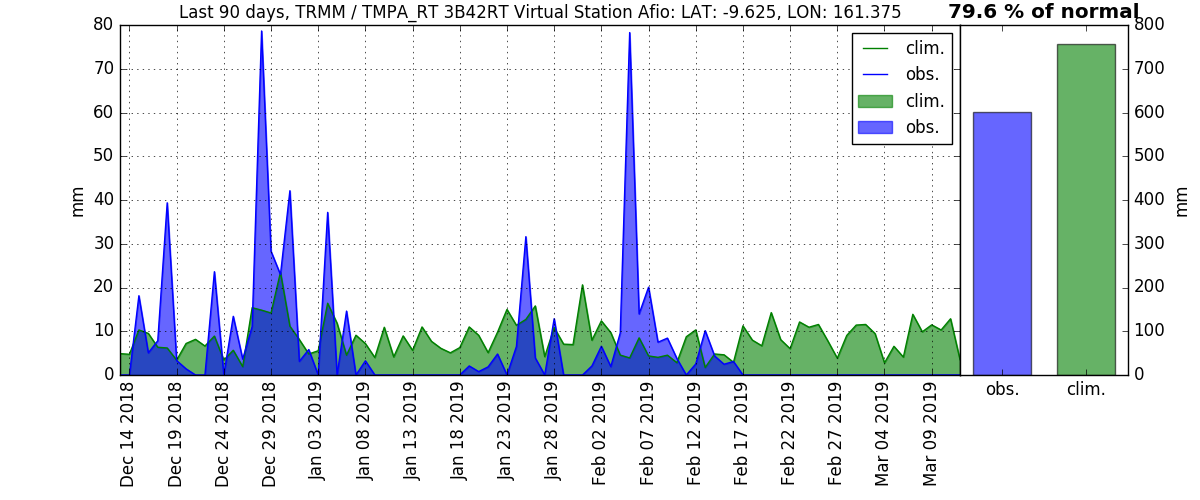 Last 90 days, TRMM / TMPA_RT 3B42RT Virtual Station Afio: LAT: -9.625, LON: 161.375
79.6 % of normal
80
70
60
50
40
30
20
10
0
mm
clim.
obs.
clim.
obs.
800
700
600
500
400
300
200
100
0
mm
Dec 14 2018
Dec 19 2018
Dec 24 2018
Dec 29 2018
Jan 03 2019
Jan 08 2019
Jan 13 2019
Jan 18 2019
Jan 23 2019
Jan 28 2019
Feb 02 2019
Feb 07 2019
Feb 12 2019
Feb 17 2019
Feb 22 2019
Feb 27 2019
Mar 04 2019
Mar 09 2019
obs.
clim.